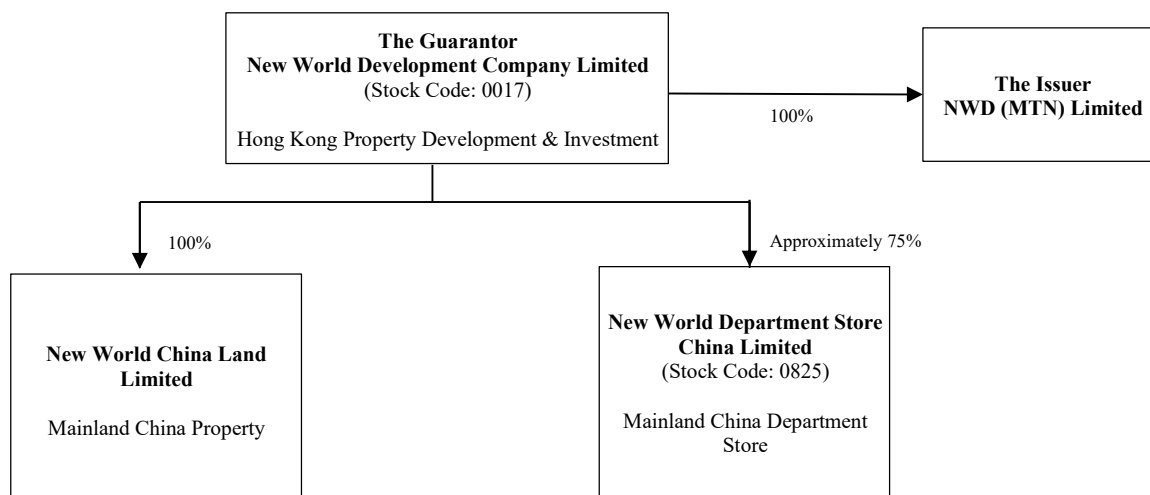 The Guarantor
New World Development Company Limited
(Stock Code: 0017)
Hong Kong Property Development & Investment
100%
The Issuer
NWD (MTN) Limited
100%
Approximately 75%
New World China Land
Limited
Mainland China Property
New World Department Store
China Limited
(Stock Code: 0825)
Mainland China Department
Store